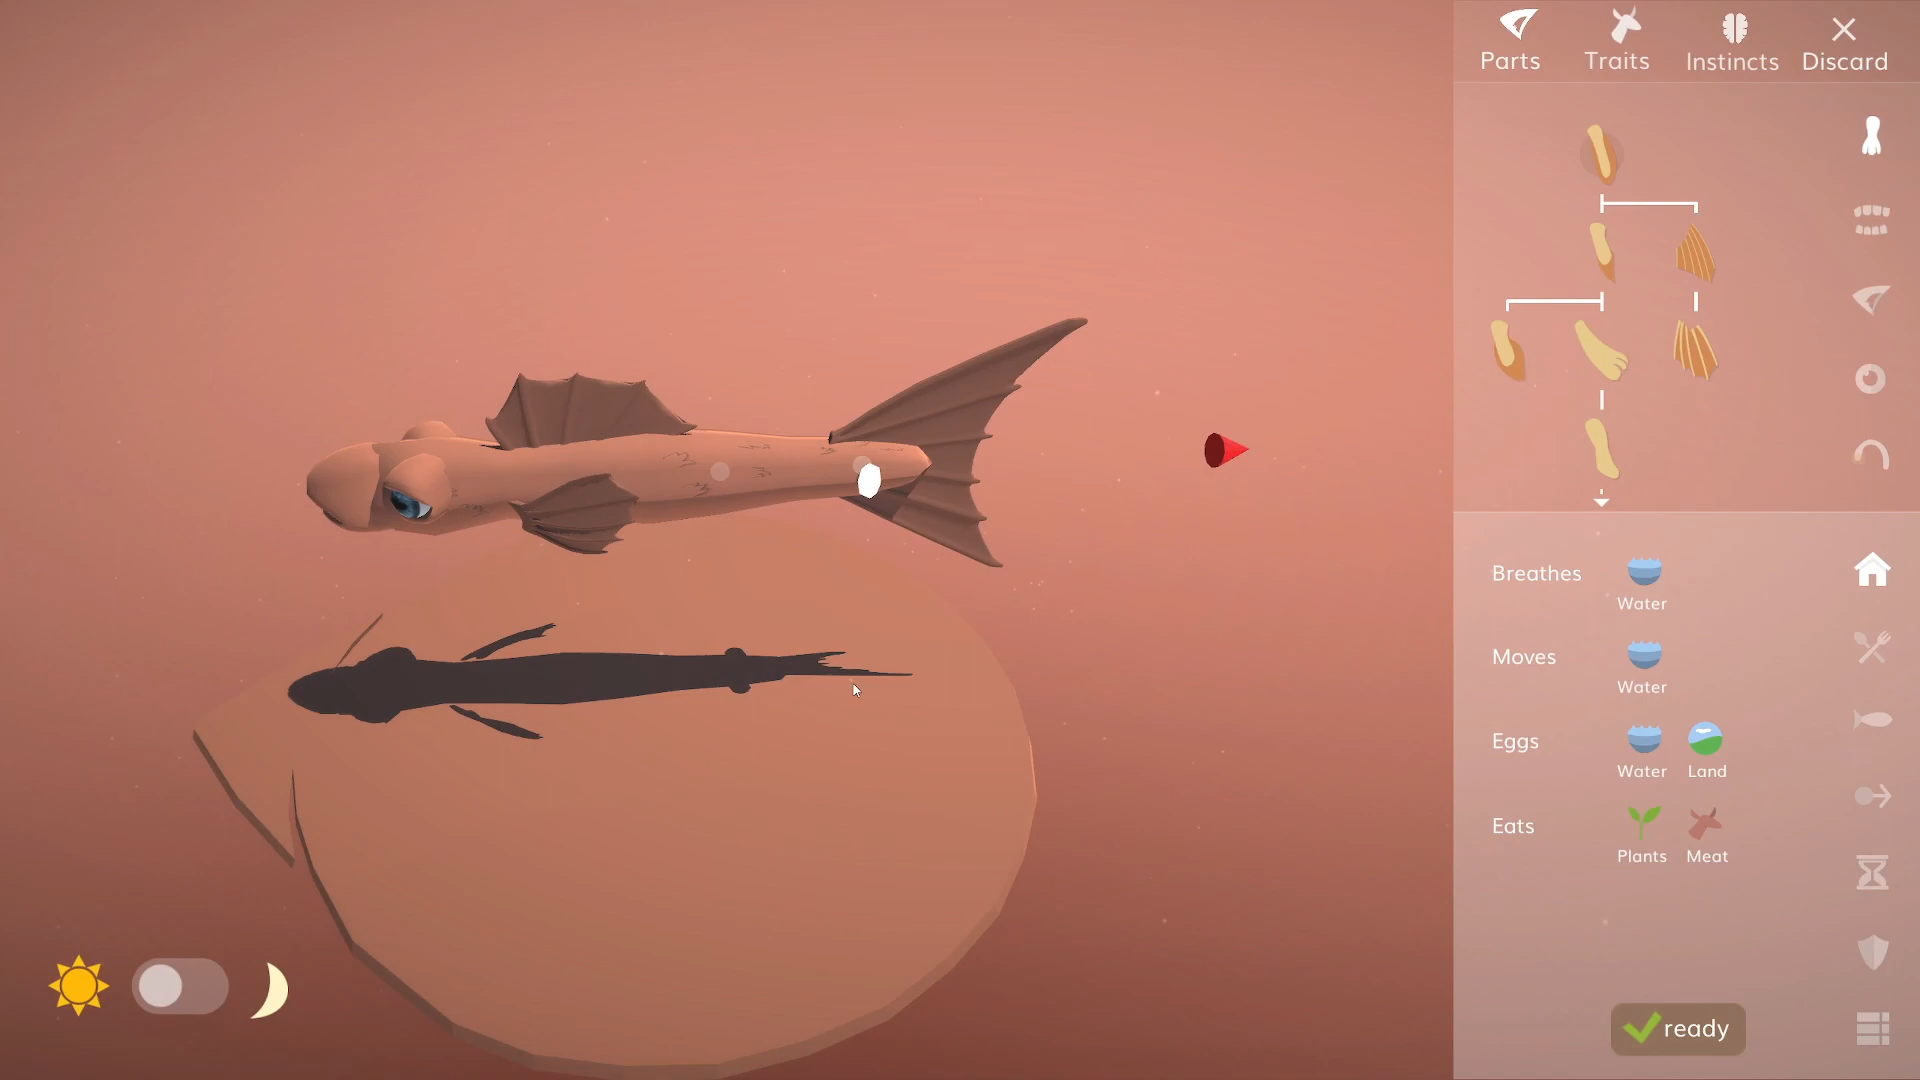 Parts Traits Instincts Discard
Breathes
Water
Moves
Water
Eggs
Water Land
Eats
Plants Meat
ready